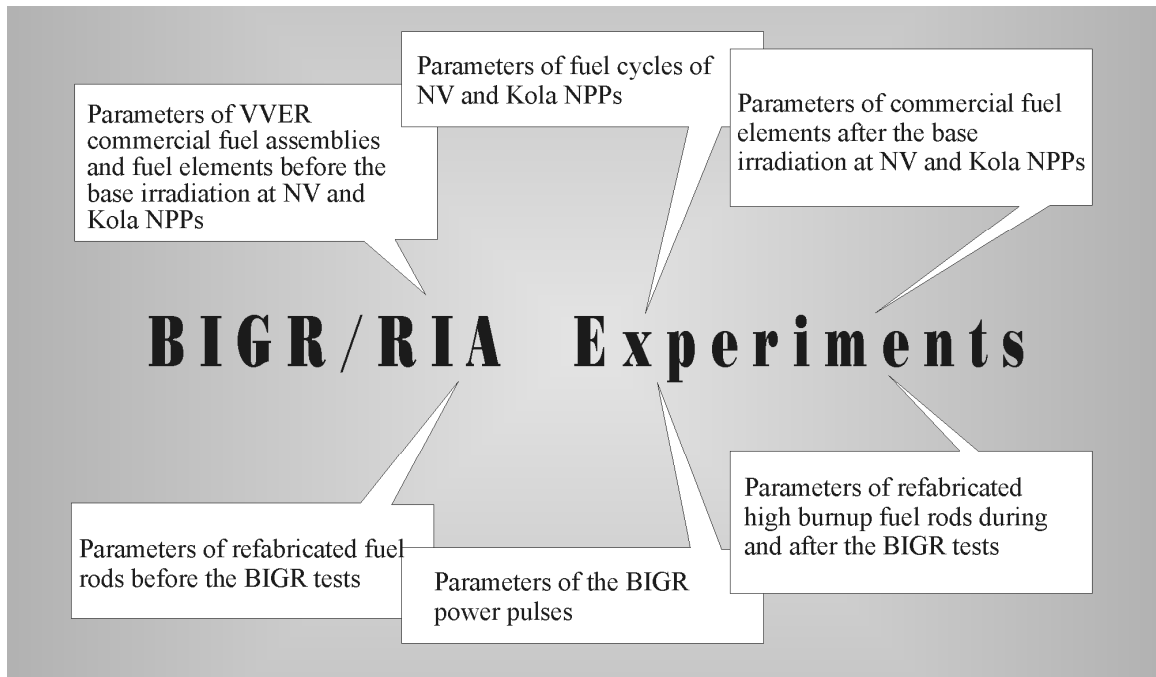 Parameters of VVER
commercial fuel assemblies
and fuel elements before the
base irradiation at NV and
Kola NPPs
Parameters of fuel cycles of
NV and Kola NPPs
Parameters of commercial fuel
elements after the base
irradiation at NV and Kola NPPs
BIGR/RIA Experiments
Parameters of refabricated fuel
rods before the BIGR tests
Parameters of the BIGR
power pulses
Parameters of refabricated
high burnup fuel rods during
and after the BIGR tests